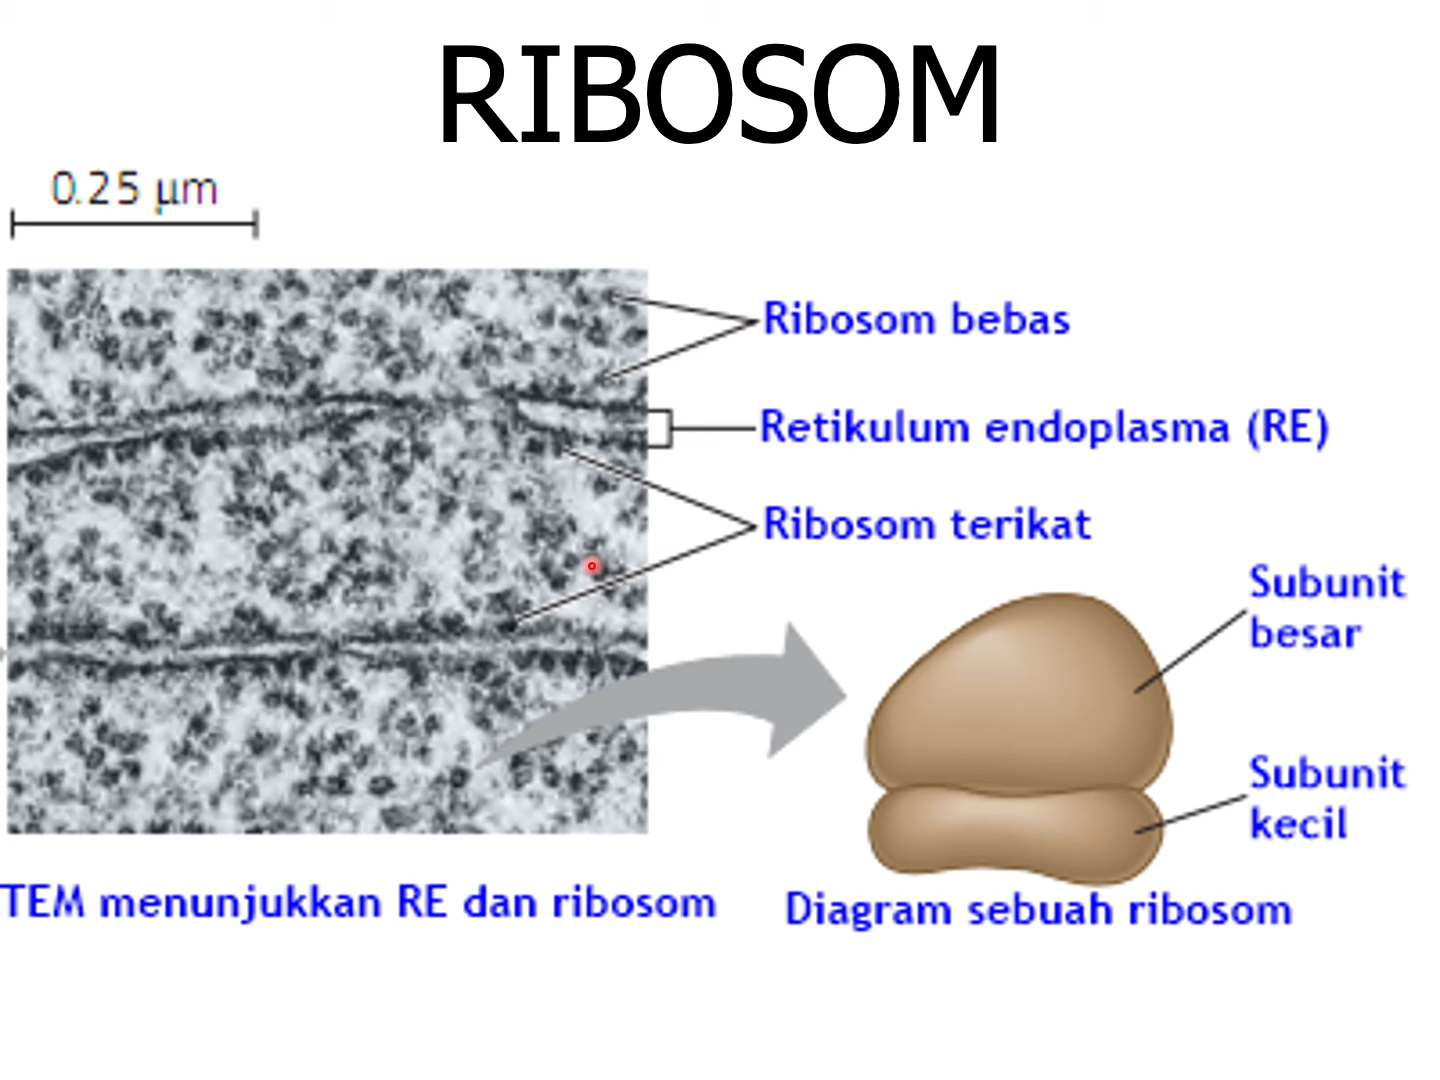 RIBOSOM
0.25 µm
Ribosom bebas
Retikulum endoplasma (RE)
Ribosom terikat
Subunit
besar
Subunit
kecil
TEM menunjukkan RE dan ribosom
Diagram sebuah ribosom